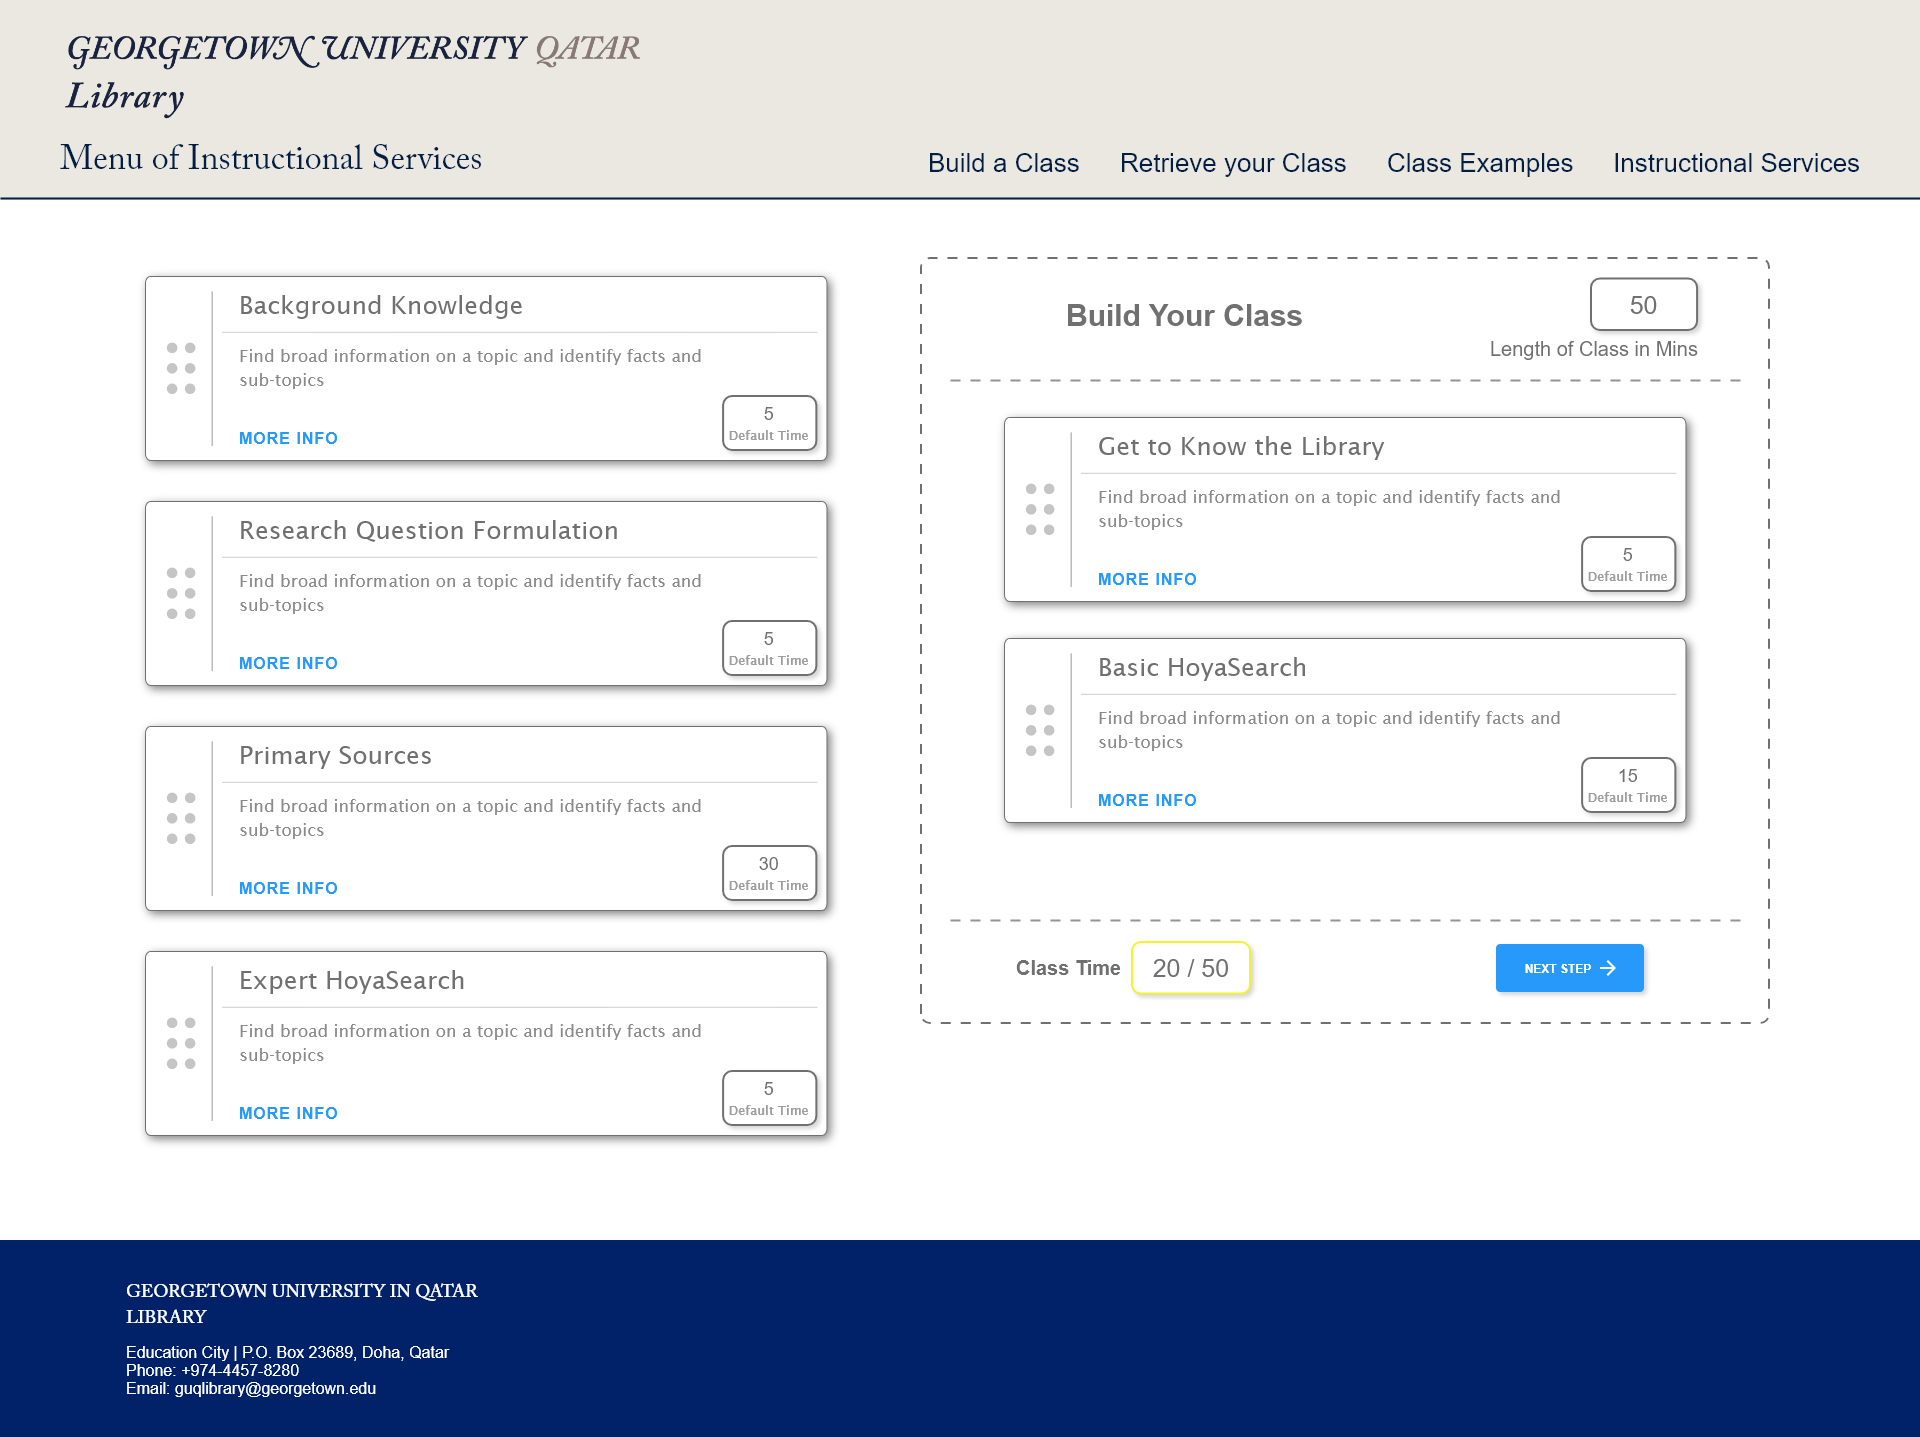 GEORGETOWN UNIVERSITY QATAR
Library
Menu of Instructional Services
Build a Class
Retrieve your Class
Class Examples
Instructional Services
Background Knowledge
Find broad information on a topic and identify facts and
sub-topics
5
Default Time
MORE INFO
Research Question Formulation
Find broad information on a topic and identify facts and
sub-topics
5
Default Time
MORE INFO
Primary Sources
Find broad information on a topic and identify facts and
sub-topics
30
Default Time
MORE INFO
Expert HoyaSearch
Find broad information on a topic and identify facts and
sub-topics
5
Default Time
MORE INFO
Build Your Class
50
Length of Class in Mins
Get to Know the Library
Find broad information on a topic and identify facts and
sub-topics
5
Default Time
MORE INFO
Basic HoyaSearch
Find broad information on a topic and identify facts and
sub-topics
15
Default Time
MORE INFO
Class Time
20 / 50
NEXT STEP
GEORGETOWN UNIVERSITY IN QATAR
LIBRARY
Education City | P.O. Box 23689, Doha, Qatar
Phone: +974-4457-8280
Email: guqlibrary@georgetown.edu